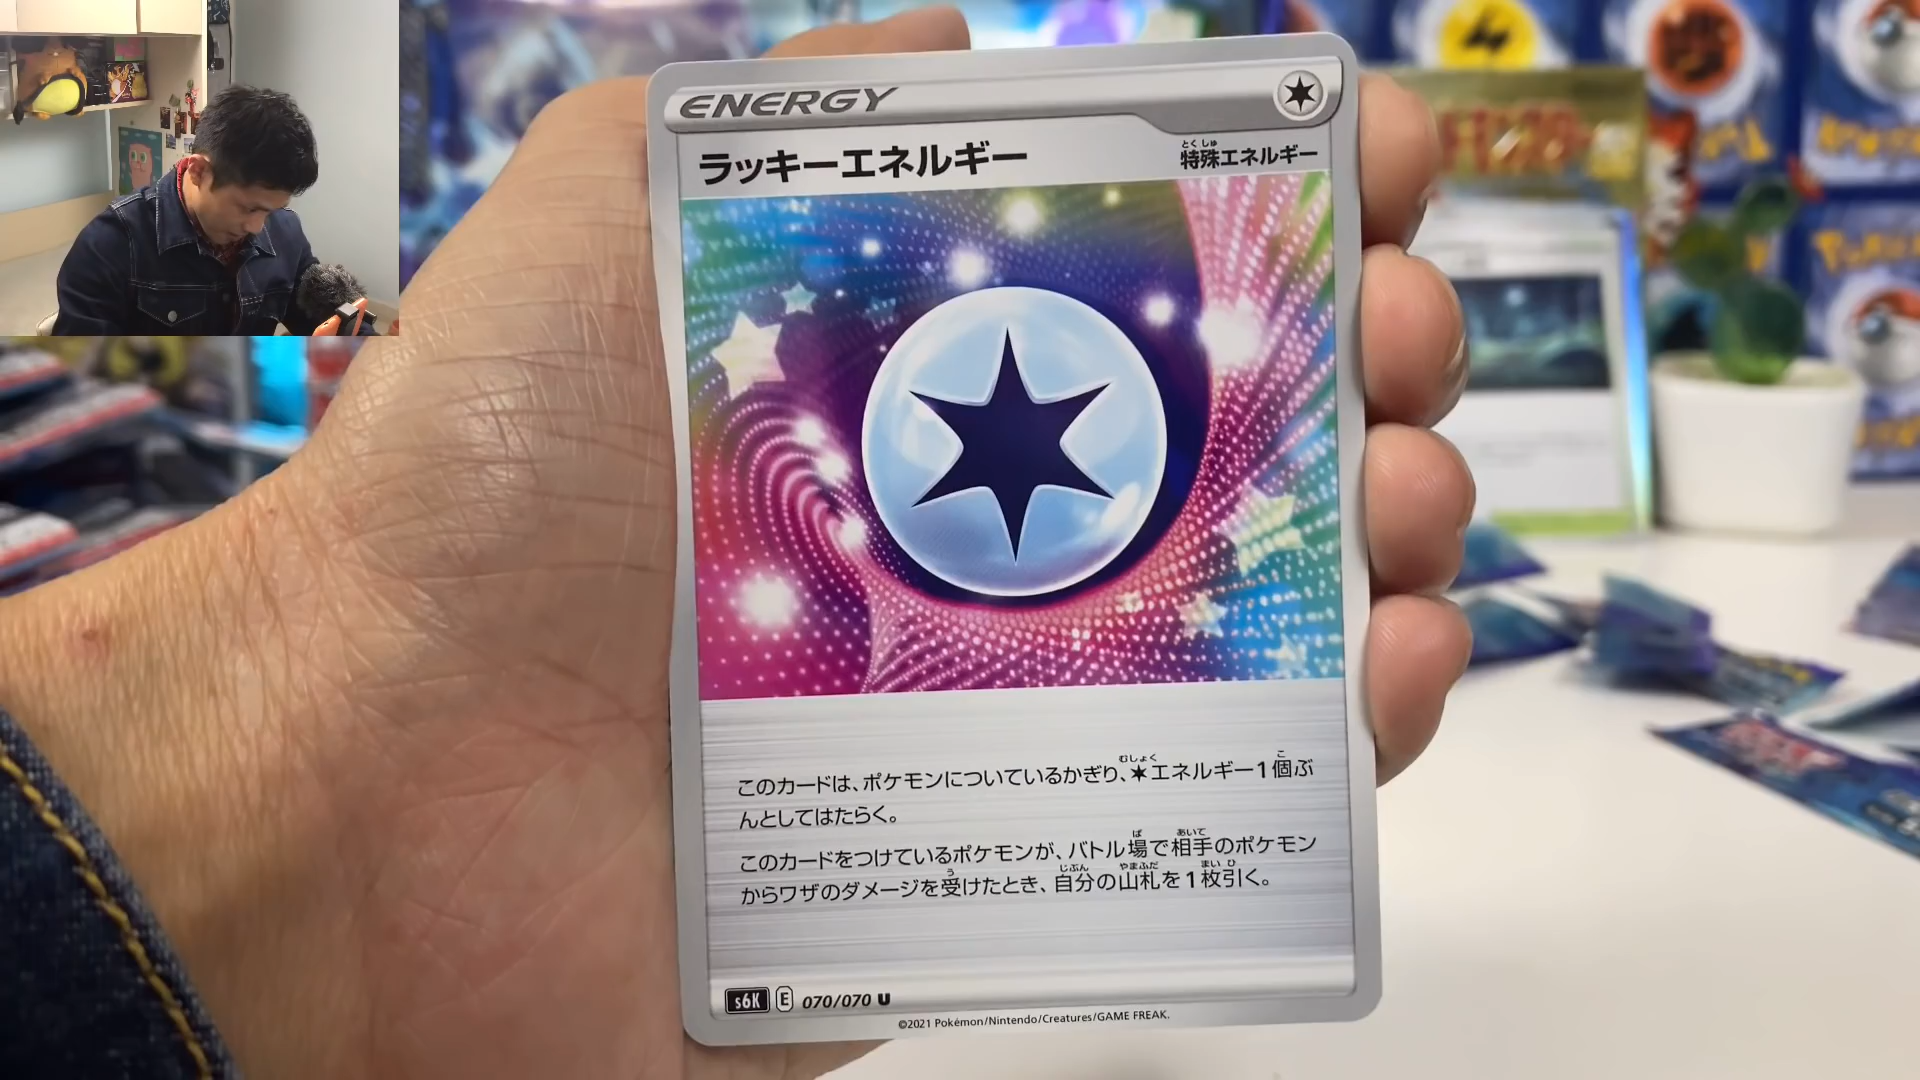 ENERGY
ラッキーエネルギー
とくしゅ
特殊エネルギー
むしょく こ
このカードは、ポケモンについているかぎり、エネルギー1個ぶ
んとしてはたらく。
ば あいて
このカードをつけているポケモンが、バトル場で相手のポケモン
う じぶん やまふだ まい ひ
からワザのダメージを受けたとき、自分の山札を1枚引く。
s6K E 070/070 U
©2021 Pokémon/Nintendo/Creatures/GAME FREAK.